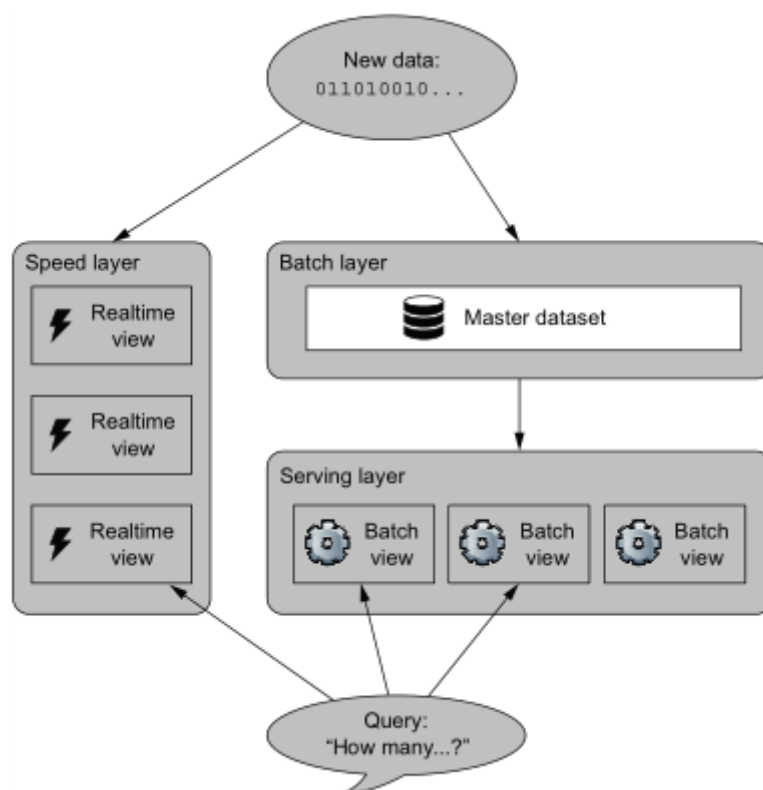 New data:
011010010...
Speed layer
Realtime
view
Realtime
view
Realtime
view
Batch layer
Master dataset
Serving layer
Batch
view
Batch
view
Batch
view
Query:
“How many...?”